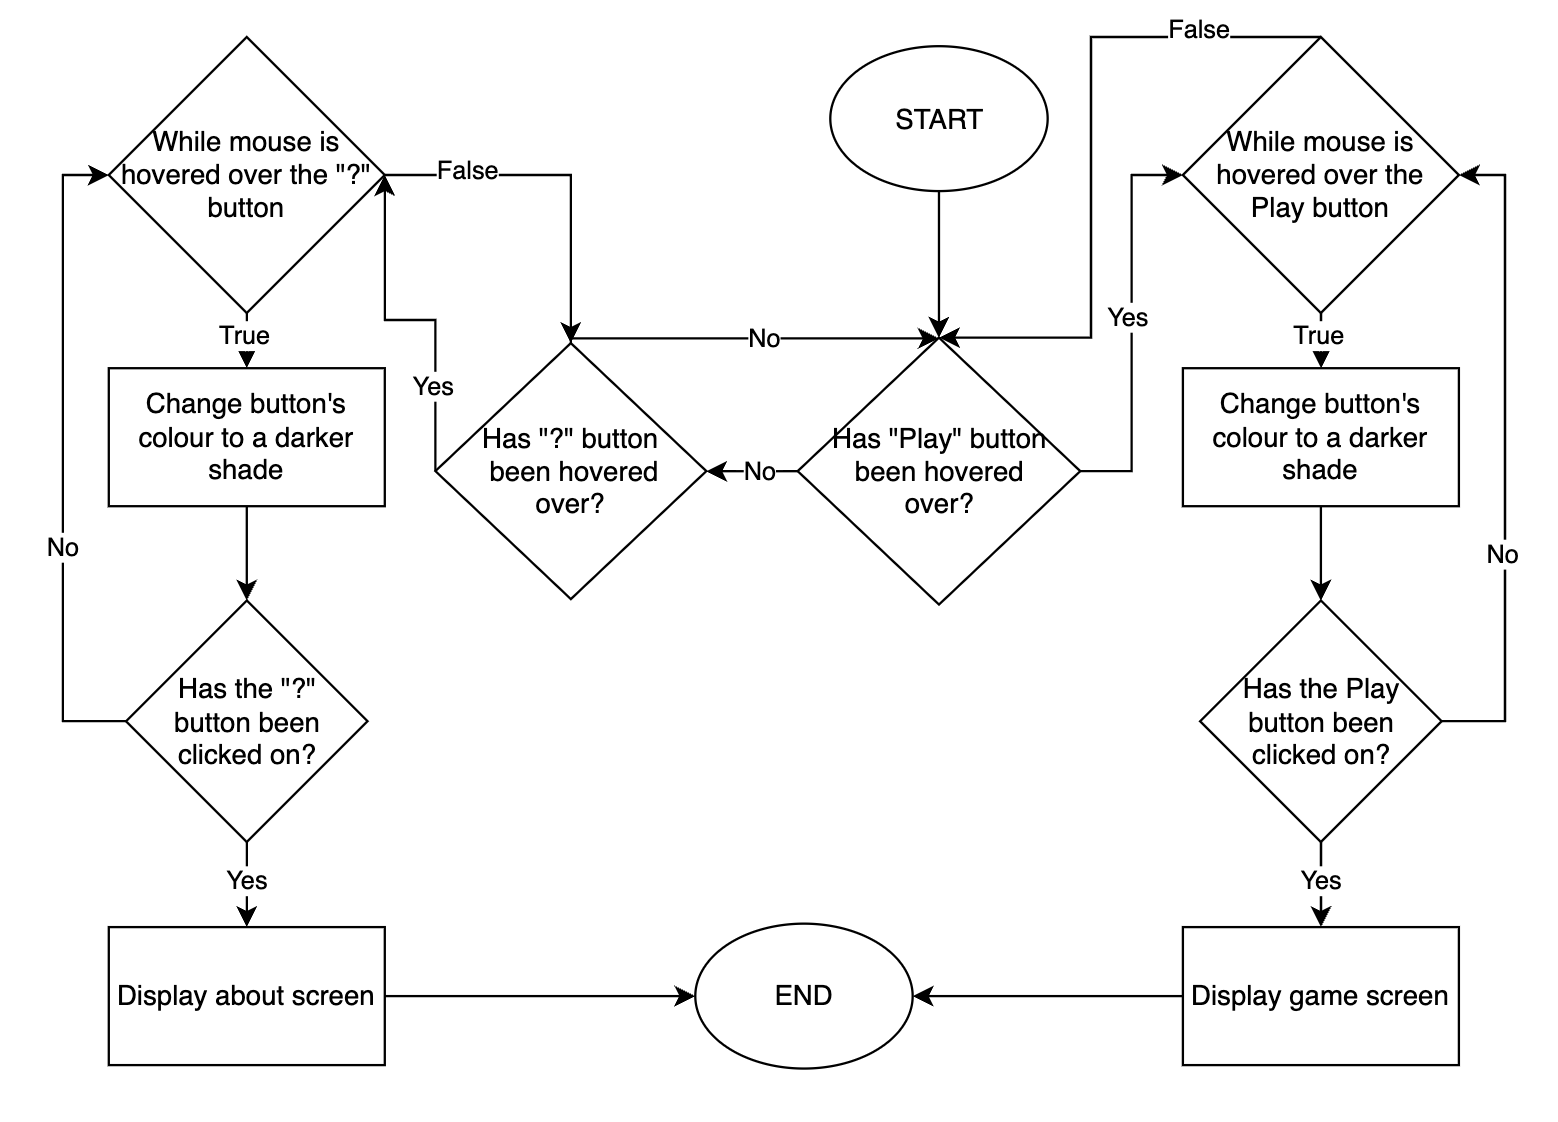 False
START
While mouse is
hovered over the "?"
button
False
While mouse is
hovered over the
Play button
True
Yes
True
No
Yes
Change button's
colour to a darker
shade
Has "?" button
been hovered
over?
No
Has "Play" button
been hovered
over?
Change button's
colour to a darker
shade
No
No
Has the "?"
button been
clicked on?
Has the Play
button been
clicked on?
Yes
Yes
Display about screen
END
Display game screen